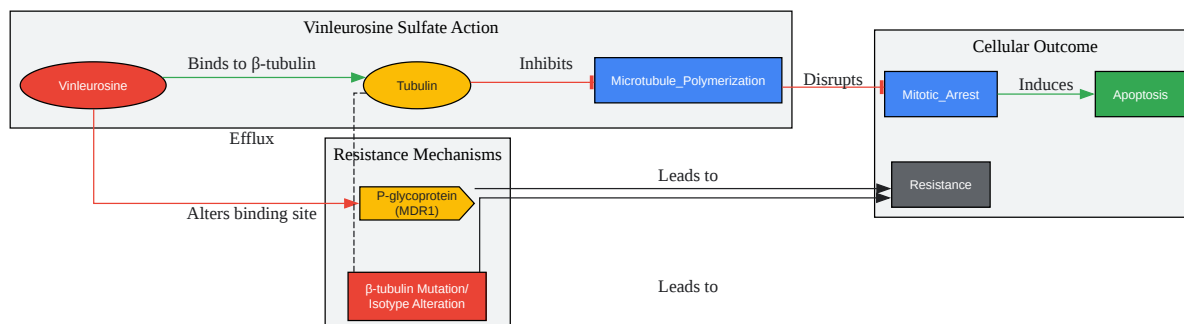 Vinleurosine Sulfate Action
Cellular Outcome
Vinleurosine
Binds to β-tubulin
Tubulin
Inhibits
Microtubule_Polymerization
Disrupts
Mitotic_Arrest
Induces
Apoptosis
Efflux
Resistance Mechanisms
P-glycoprotein
(MDR1)
Alters binding site
Leads to
Resistance
β-tubulin Mutation/
Isotype Alteration
Leads to